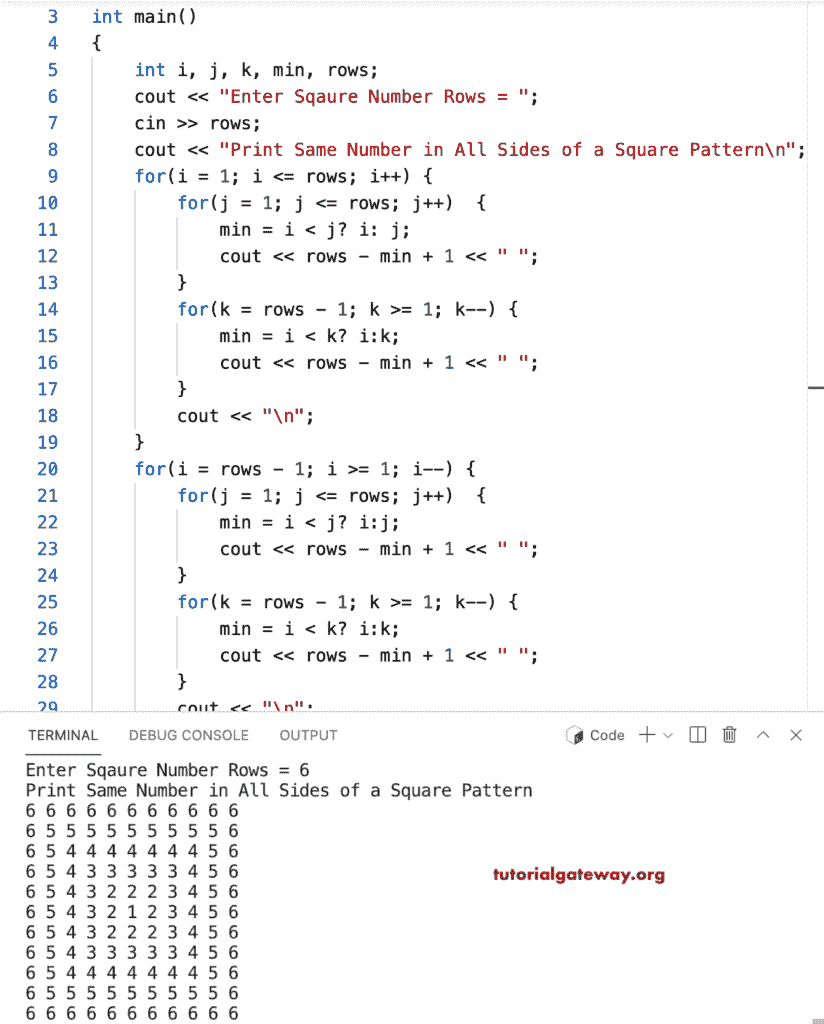 3 int main()
4 {
5 int i, j, k, min, rows;
6 cout << "Enter Sqaure Number Rows = ";
7 cin >> rows;
8 cout << "Print Same Number in All Sides of a Square Pattern\n";
9 for(i = 1; i <= rows; i++) {
10 for(j = 1; j <= rows; j++)  {
11 min = i < j? i: j;
12 cout << rows - min + 1 << " ";
13 }
14 for(k = rows - 1; k >= 1; k--) {
15 min = i < k? i:k;
16 cout << rows - min + 1 << " ";
17 }
18 cout << "\n";
19 }
20 for(i = rows - 1; i >= 1; i--) {
21 for(j = 1; j <= rows; j++)  {
22 min = i < j? i:j;
23 cout << rows - min + 1 << " ";
24 }
25 for(k = rows - 1; k >= 1; k--) {
26 min = i < k? i:k;
27 cout << rows - min + 1 << " ";
28 }
29 cout << "\n";
TERMINAL DEBUG CONSOLE OUTPUT Code
Enter Sqaure Number Rows = 6
Print Same Number in All Sides of a Square Pattern
6 6 6 6 6 6 6 6 6 6 6
6 5 5 5 5 5 5 5 5 5 6
6 5 4 4 4 4 4 4 4 5 6
6 5 4 3 3 3 3 3 4 5 6
tutorialgateway.org
6 5 4 3 2 2 2 3 4 5 6
6 5 4 3 2 1 2 3 4 5 6
6 5 4 3 2 2 2 3 4 5 6
6 5 4 3 3 3 3 3 4 5 6
6 5 4 4 4 4 4 4 4 5 6
6 5 5 5 5 5 5 5 5 5 6
6 6 6 6 6 6 6 6 6 6 6